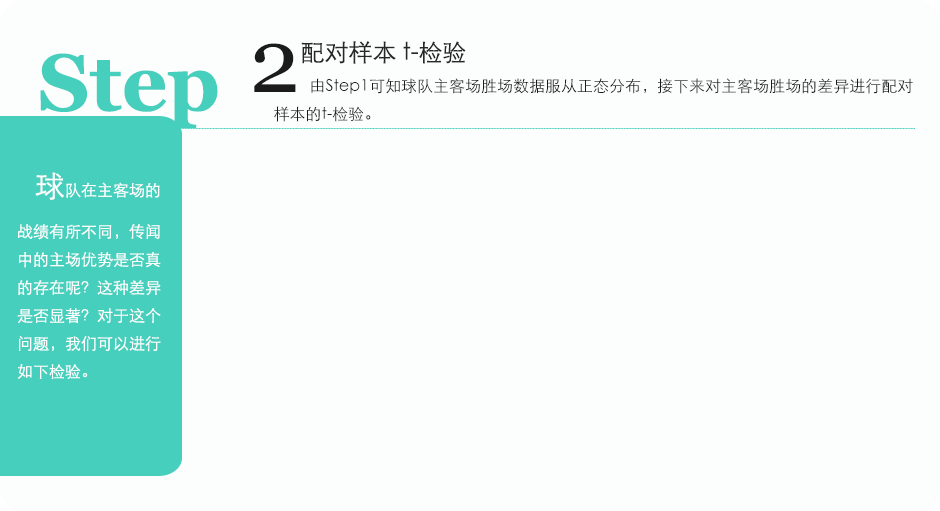 Step
2 配对样本 t-检验
由Step1可知球队主客场胜场数据服从正态分布，接下来对主客场胜场的差异进行配对
样本的t-检验。
球队在主客场的
战绩有所不同，传闻
中的主场优势是否真
的存在呢？这种差异
是否显著？对于这个
问题，我们可以进行
如下检验。